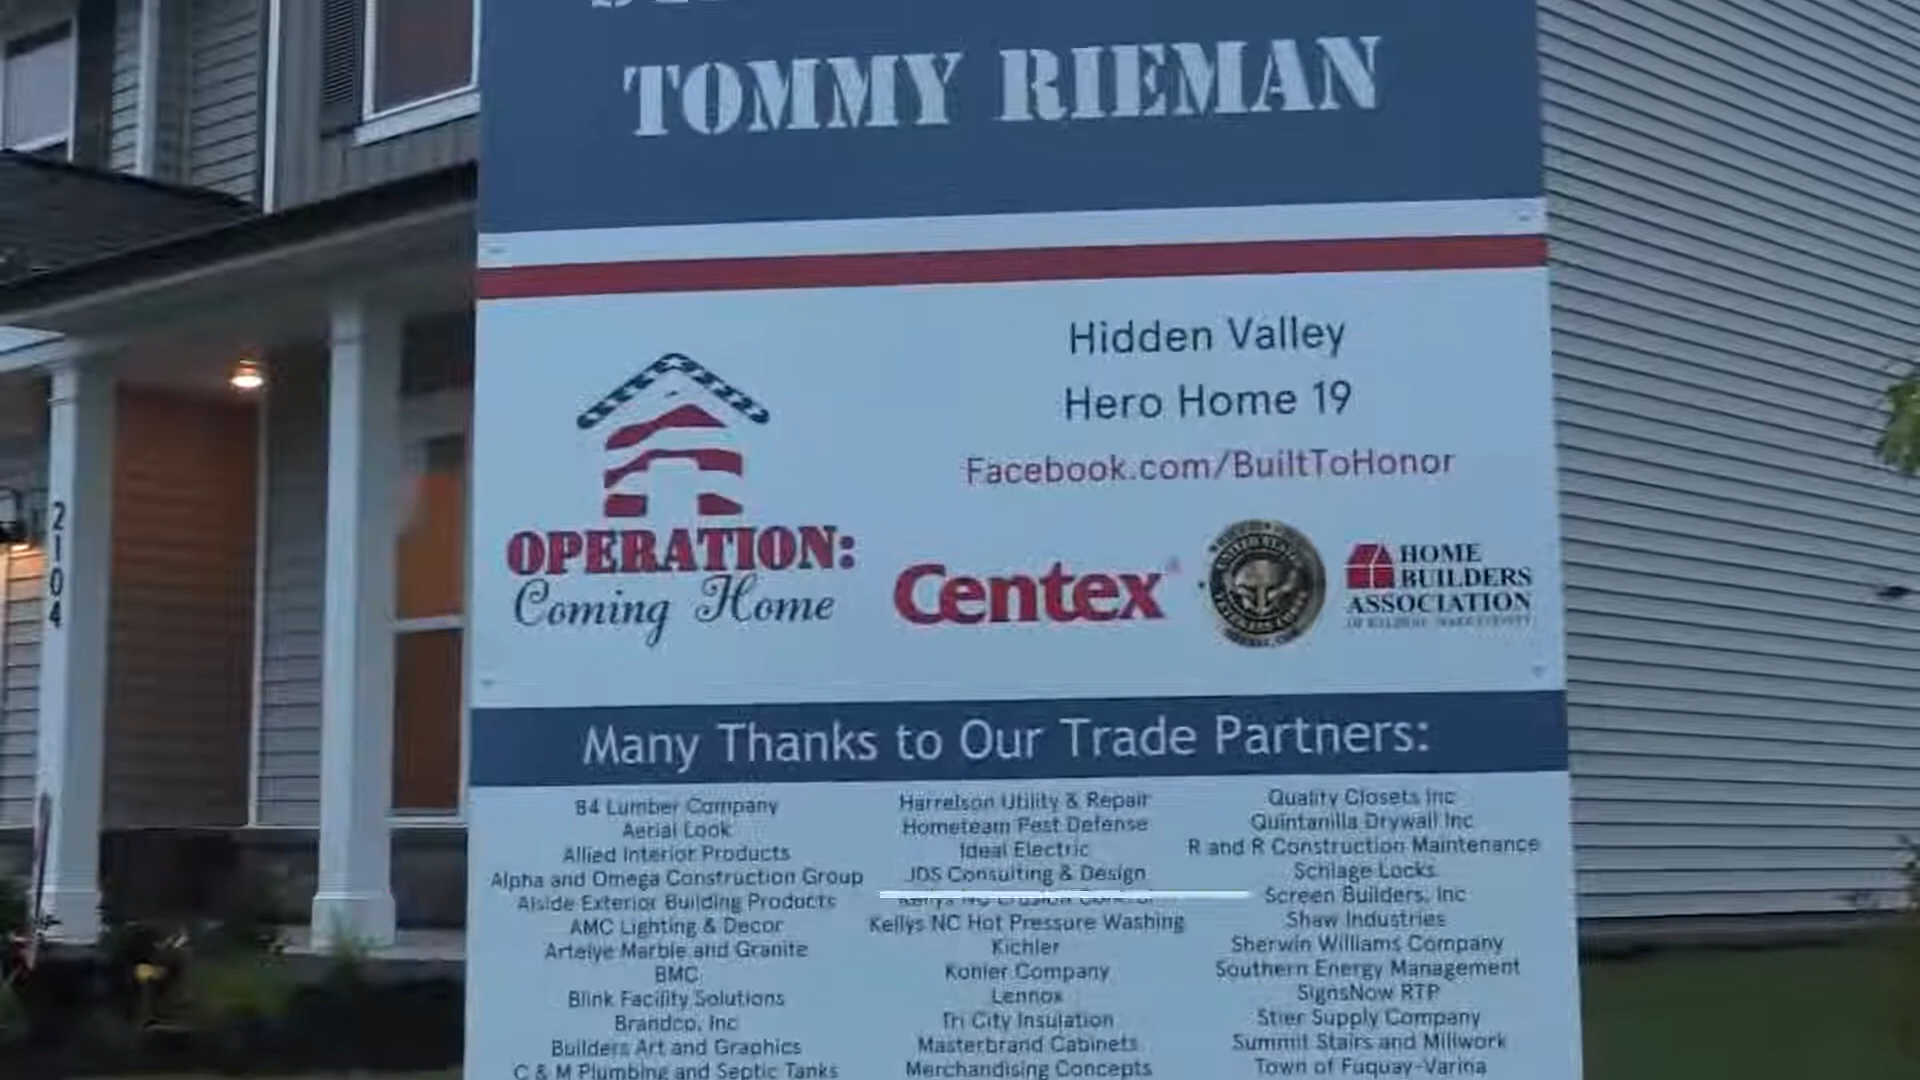 TOMMY RIEMAN
Hidden Valley
Hero Home 19
Facebook.com/BuiltToHonor
OPERATION:
Coming Home
Centex
HOME
BUILDERS
ASSOCIATION
2104
Many Thanks to Our Trade Partners:
84 Lumber Company
Aerial Look
Allied Interior Products
Alpha and Omega Construction Group
Alside Exterior Building Products
AMC Lighting & Decor
Artelye Marble and Granite
BMC
Blink Facility Solutions
Brandco, Inc
Builders Art and Graphics
C & M Plumbing and Septic Tanks
Harrelson Utility & Repair
Hometeam Pest Defense
Ideal Electric
JDS Consulting & Design
Kellys NC Erosion Control
Kellys NC Hot Pressure Washing
Kichler
Kohler Company
Lennox
Tri City Insulation
Masterbrand Cabinets
Merchandising Concepts
Quality Closets Inc
Quintanilla Drywall Inc
R and R Construction Maintenance
Schlage Locks
Screen Builders, Inc
Shaw Industries
Sherwin Williams Company
Southern Energy Management
SignsNow RTP
Stier Supply Company
Summit Stairs and Millwork
Town of Fuquay-Varina